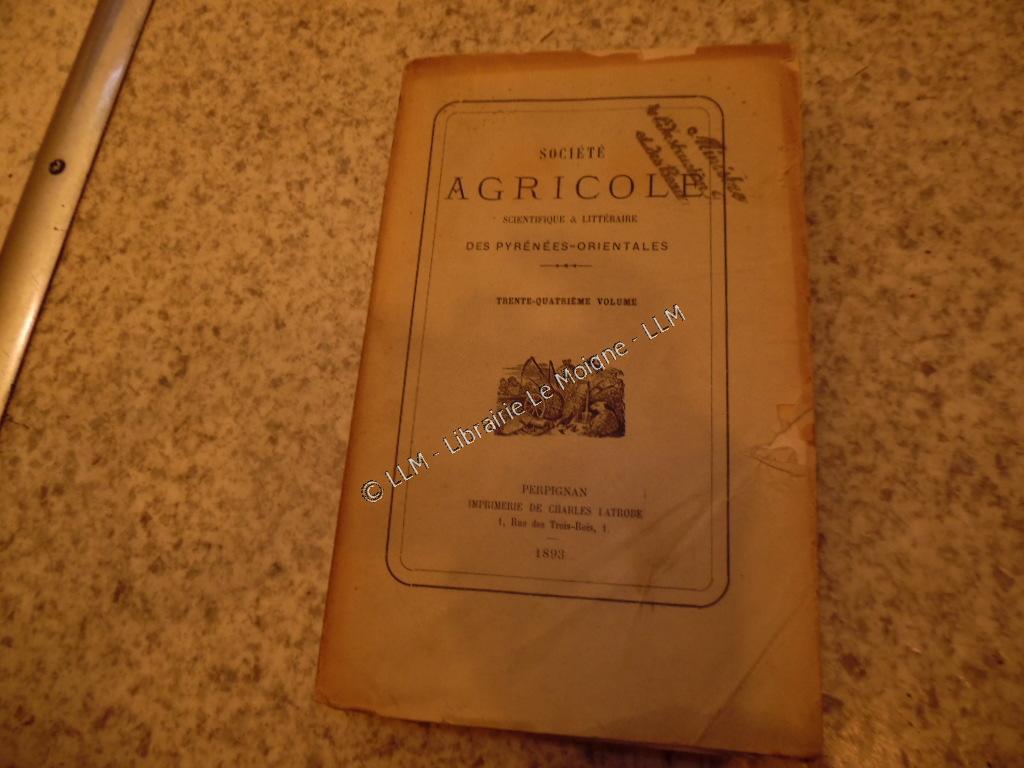 SOCIÉTÉ
AGRICOLE
SCIENTIFIQUE & LITTÉRAIRE
DES PYRÉNÉES-ORIENTALES
TRENTE-QUATRIÈME VOLUME
© LLM - Librairie Le Moigne - LLM
PERPIGNAN
IMPRIMERIE DE CHARLES LATROBE
1, Rue des Trois-Rois, 1.
1893